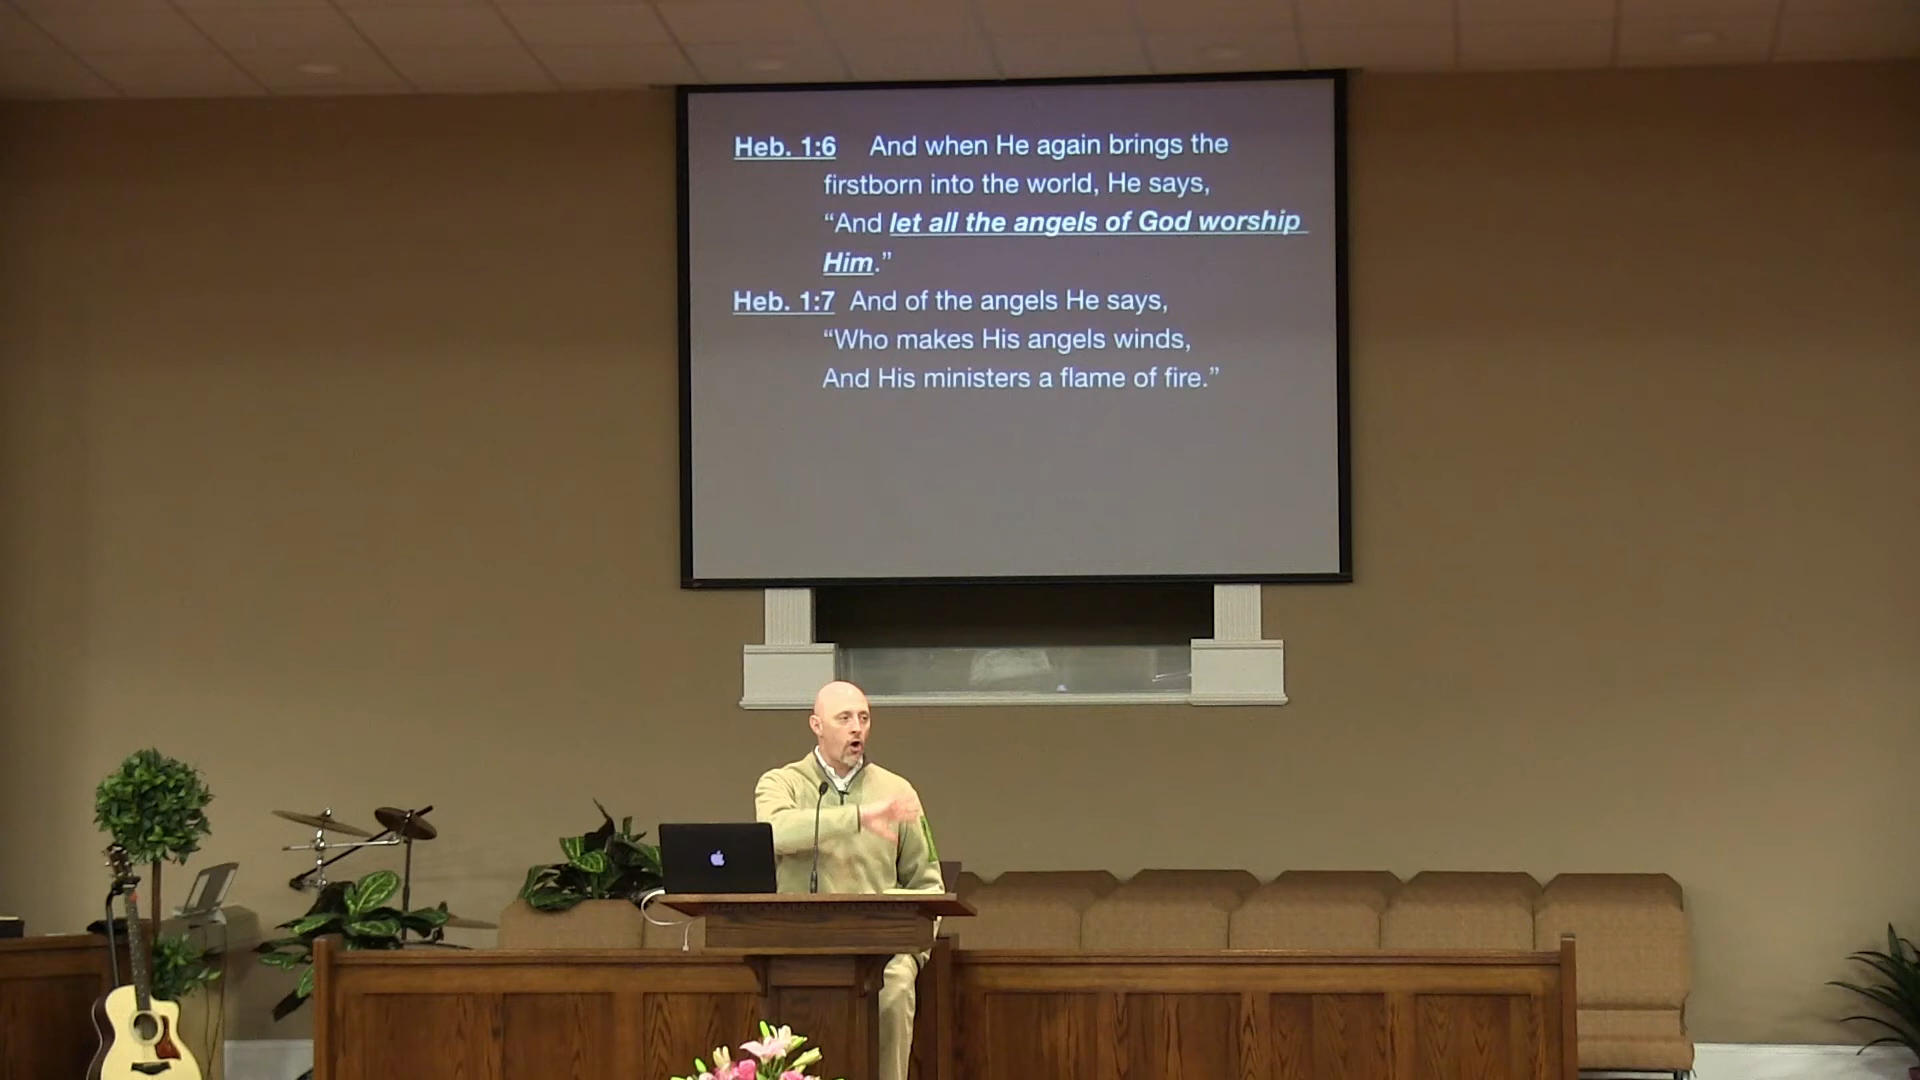 Heb. 1:6 And when He again brings the
firstborn into the world, He says,
“And let all the angels of God worship
Him.”
Heb. 1:7 And of the angels He says,
“Who makes His angels winds,
And His ministers a flame of fire.”